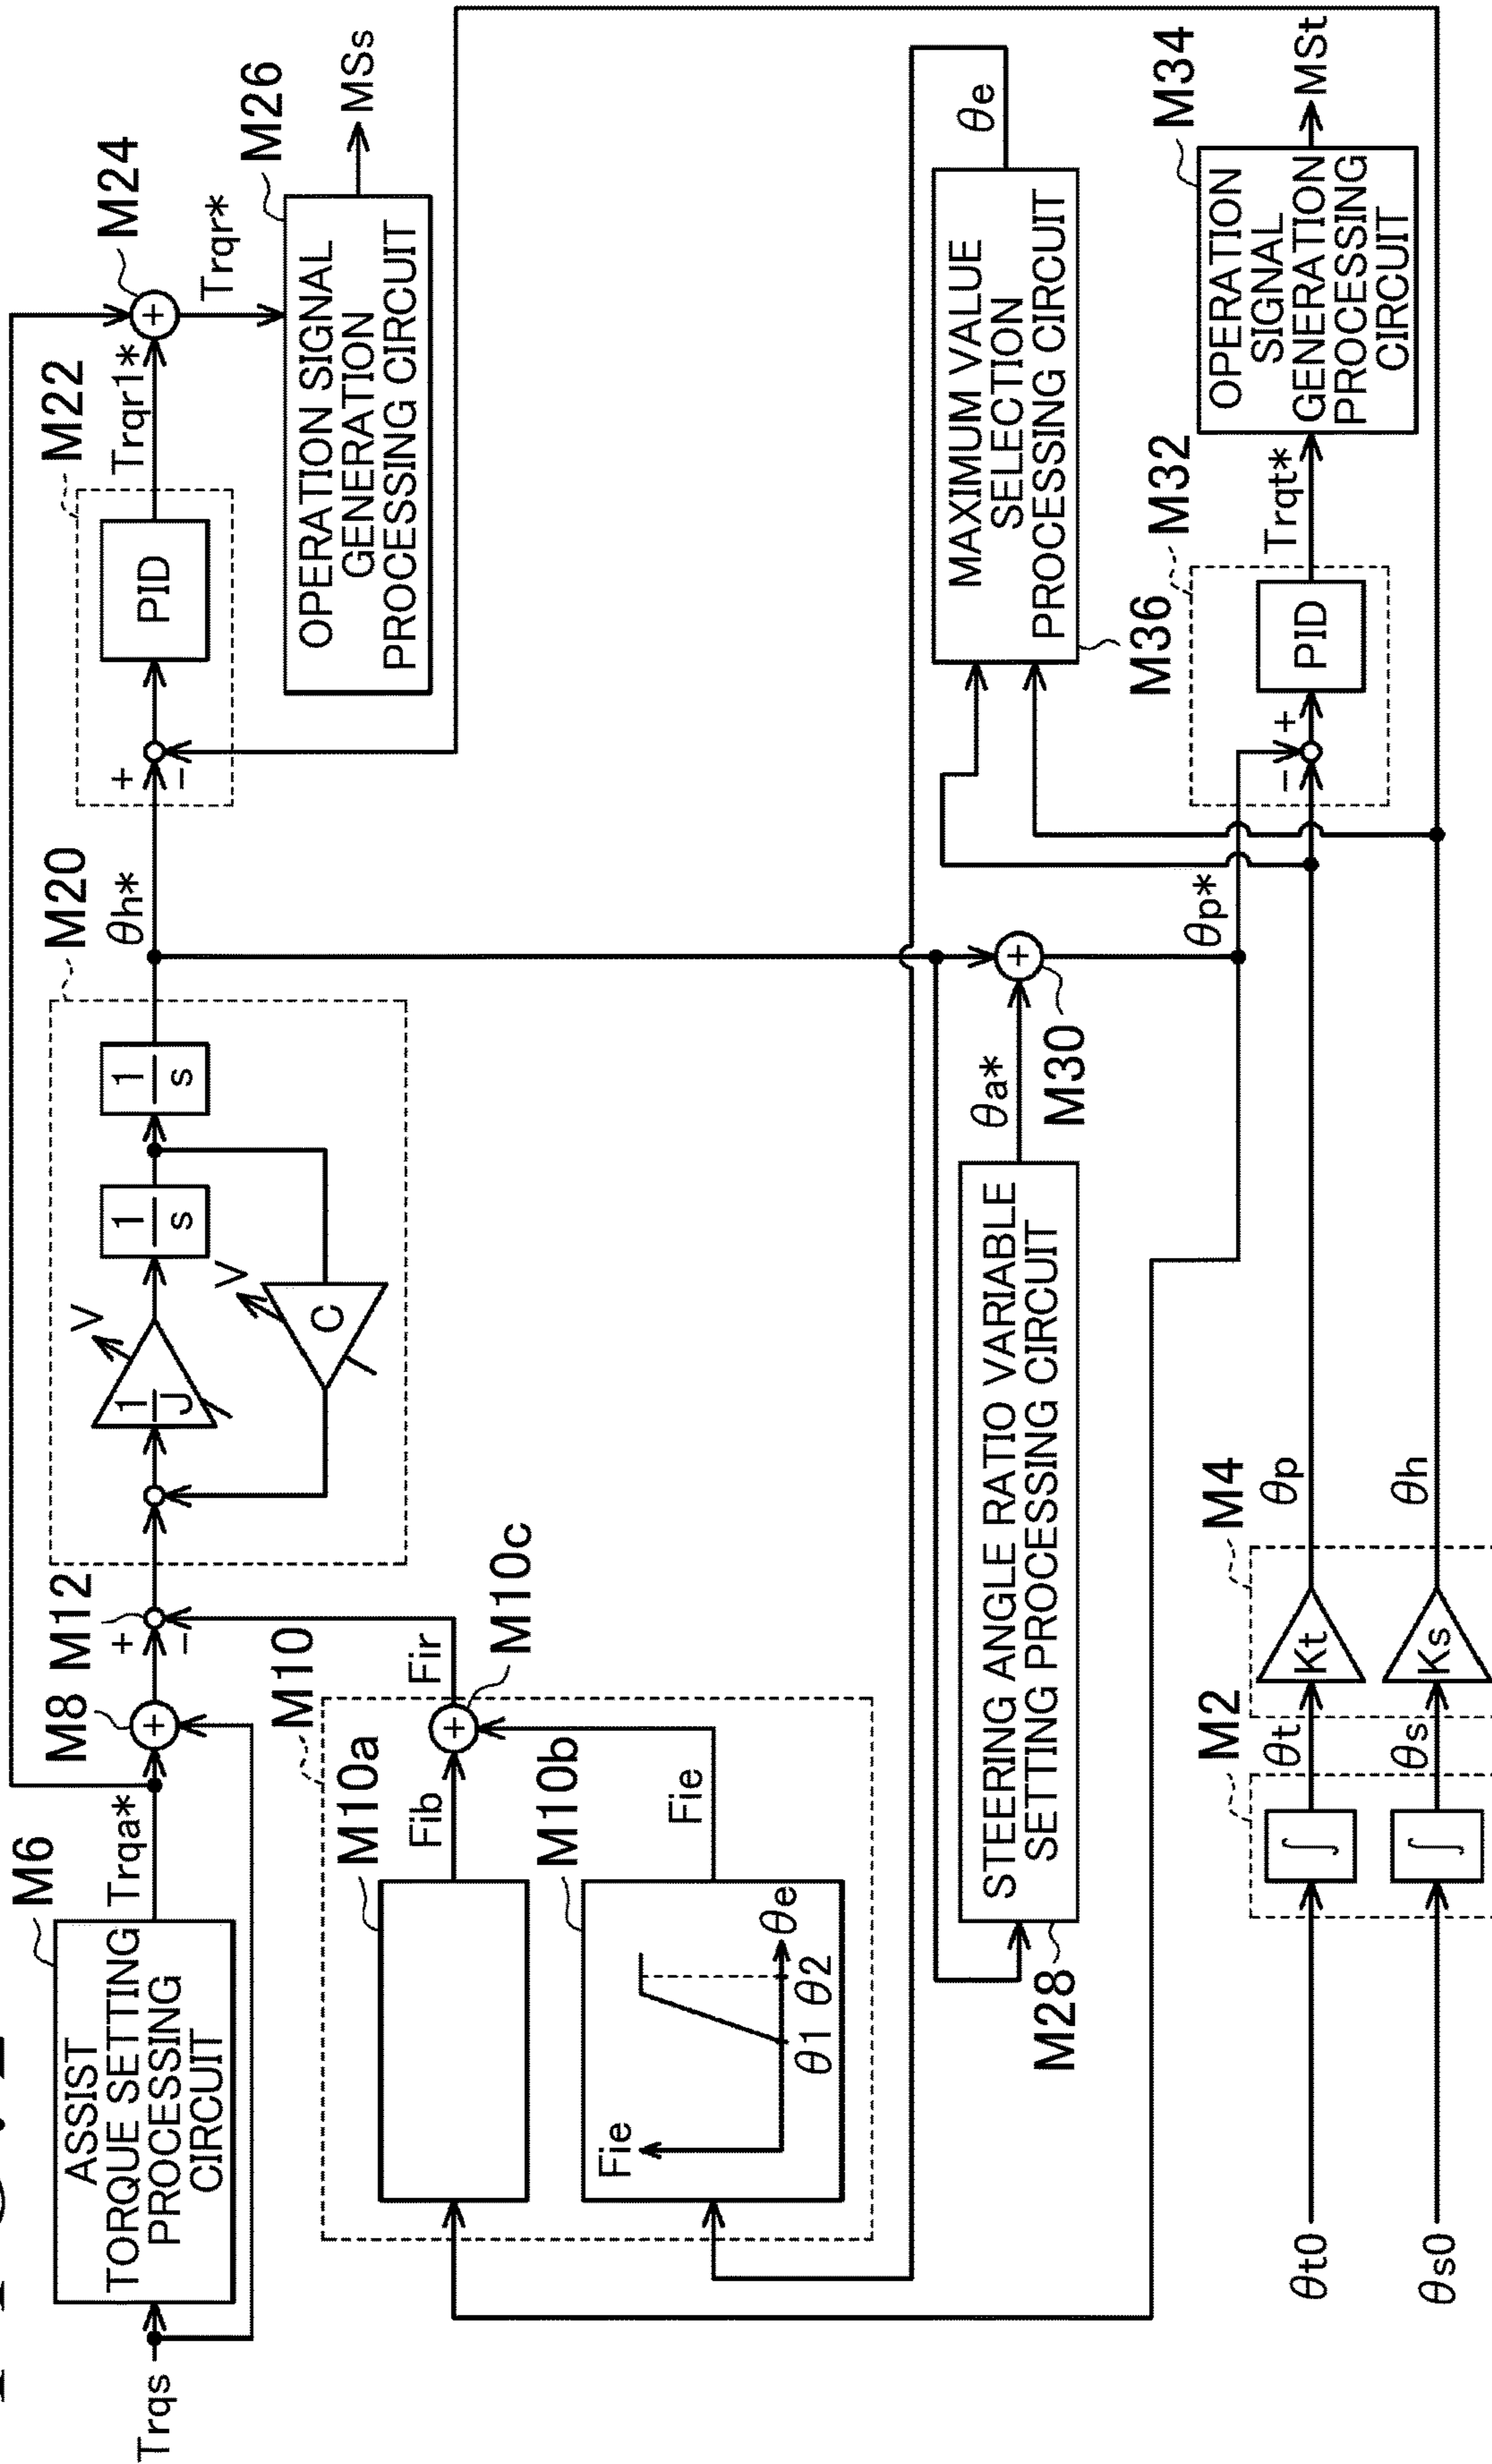 Trqs
M6
ASSIST
TORQUE SETTING
PROCESSING
CIRCUIT
Trqa*
M8
+
M12
+
−
M20
1
J
V
1
s
1
s
C
V
θh*
M22
+
−
PID
Trqr1*
M24
+
Trqr*
M26
OPERATION SIGNAL
GENERATION
PROCESSING CIRCUIT
MSs
M10
M10a
Fib
M10c
+
Fir
M10b
Fie
θ1
θ2
θe
Fie
M28
STEERING ANGLE RATIO VARIABLE
SETTING PROCESSING CIRCUIT
θa*
M30
+
θp*
M36
MAXIMUM VALUE
SELECTION
PROCESSING CIRCUIT
θe
M32
−
+
PID
Trqt*
M34
OPERATION
SIGNAL
GENERATION
PROCESSING
CIRCUIT
MSt
θt0
M2
∫
θt
M4
Kt
θp
θs0
∫
θs
Ks
θh